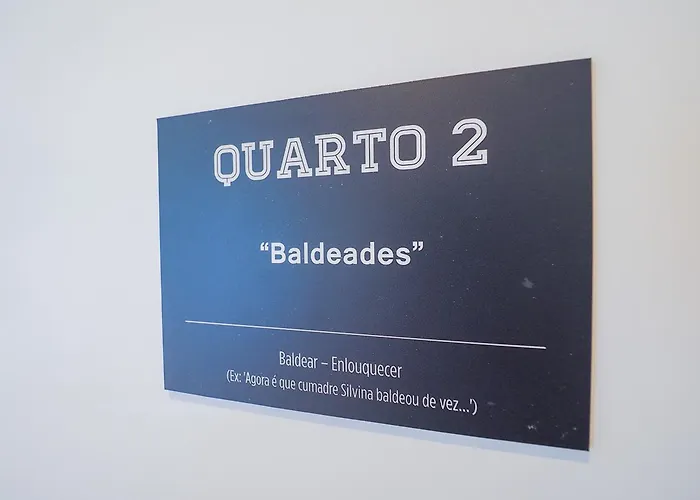 QUARTO 2
“Baldeades”
Baldear – Enlouquecer
(Ex: 'Agora é que cumadre Silvina baldeou de vez...')